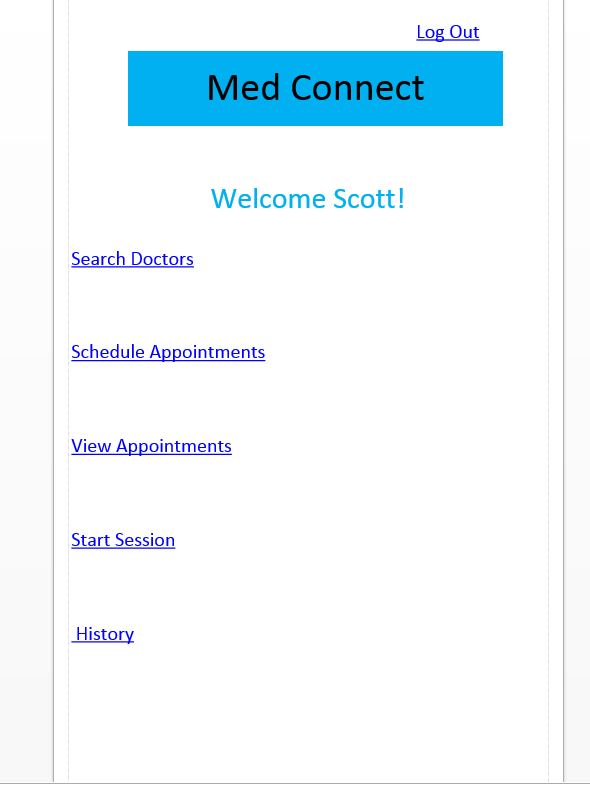 Log Out
Med Connect
Welcome Scott!
Search Doctors
Schedule Appointments
View Appointments
Start Session
History